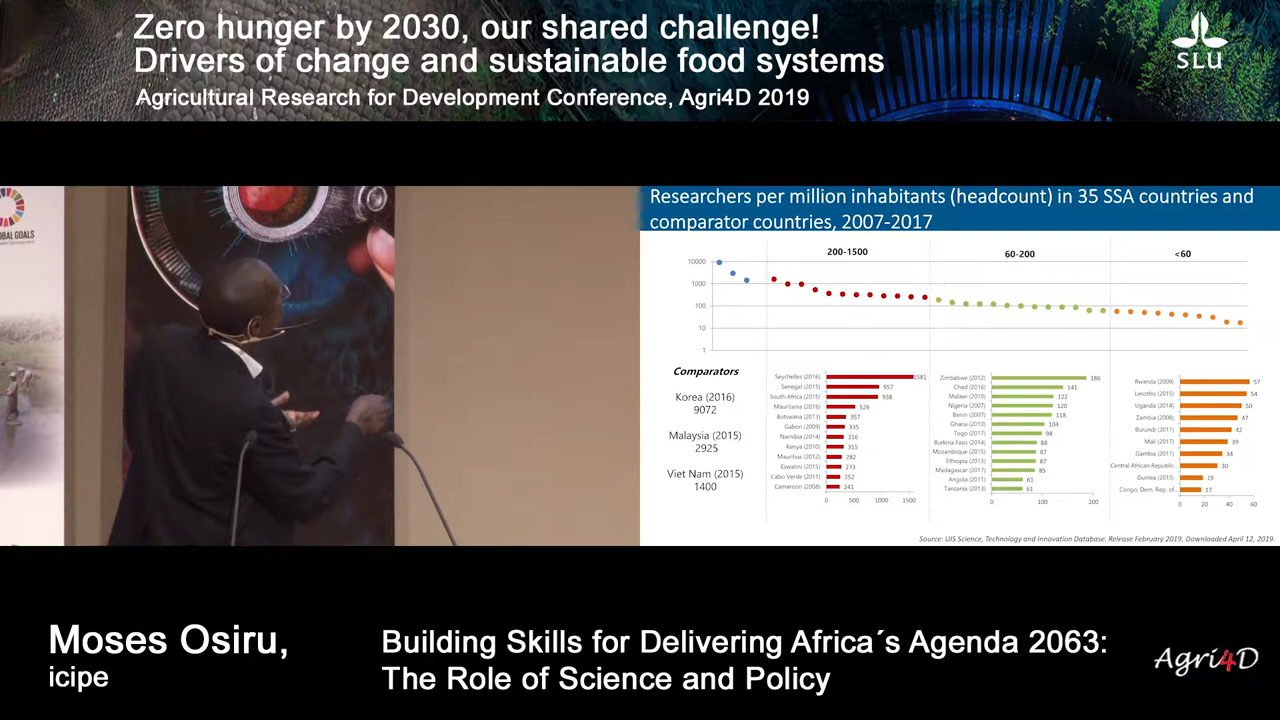 Zero hunger by 2030, our shared challenge!
Drivers of change and sustainable food systems
Agricultural Research for Development Conference, Agri4D 2019
SLU
GLOBAL GOALS
Researchers per million inhabitants (headcount) in 35 SSA countries and
comparator countries, 2007-2017
200-1500
60-200
<60
10000
1000
100
10
1
Comparators
Korea (2016)
9072
Malaysia (2015)
2925
Viet Nam (2015)
1400
Seychelles (2016) 1581
Senegal (2015) 957
South Africa (2015) 938
Mauritania (2016) 526
Botswana (2013) 357
Gabon (2009) 335
Namibia (2014) 316
Kenya (2010) 315
Mauritius (2012) 282
Eswatini (2015) 273
Cabo Verde (2011) 252
Cameroon (2008) 241
0 500 1000 1500
Zimbabwe (2012) 186
Chad (2016) 141
Malawi (2010) 122
Nigeria (2007) 120
Benin (2007) 118
Ghana (2010) 104
Togo (2017) 98
Burkina Faso (2014) 88
Mozambique (2015) 87
Ethiopia (2013) 87
Madagascar (2017) 85
Angola (2011) 61
Tanzania (2013) 61
0 100 200
Rwanda (2009) 57
Lesotho (2015) 54
Uganda (2014) 50
Zambia (2008) 47
Burundi (2011) 42
Mali (2017) 39
Gambia (2011) 34
Central African Republic... 30
Guinea (2013) 19
Congo, Dem. Rep. of... 17
0 20 40 60
Source: UIS Science, Technology and Innovation Database. Release February 2019. Downloaded April 12, 2019.
Moses Osiru,
icipe
Building Skills for Delivering Africa´s Agenda 2063:
The Role of Science and Policy
Agri4D